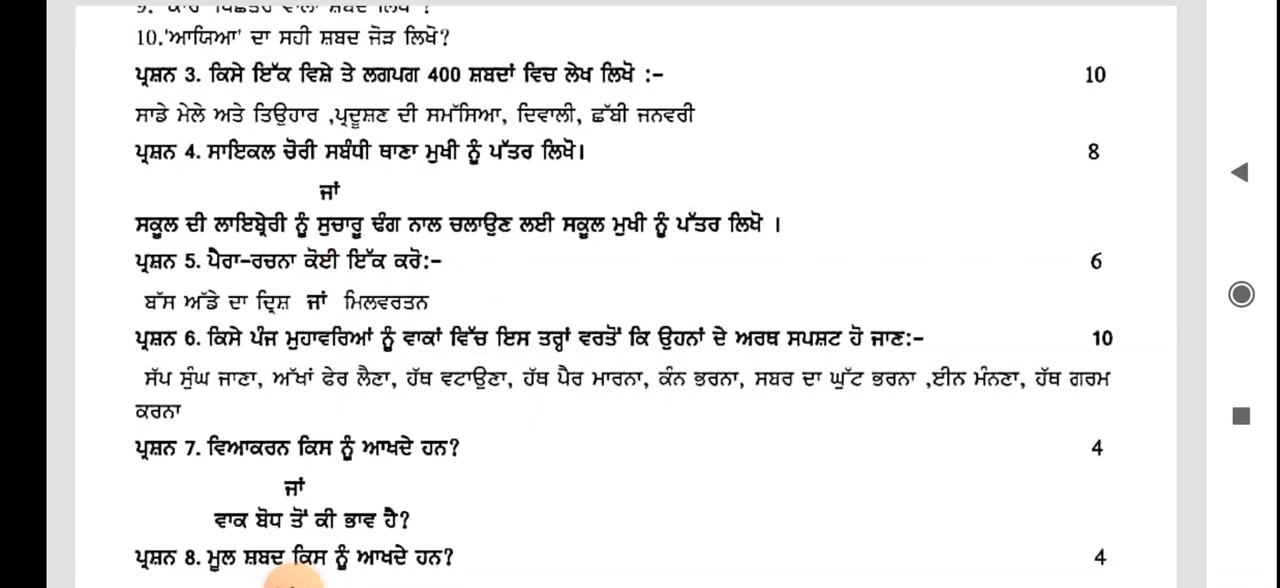 10.'ਆਯਿਆ' ਦਾ ਸਹੀ ਸ਼ਬਦ ਜੋੜ ਲਿਖੋ?
ਪ੍ਰਸ਼ਨ 3. ਕਿਸੇ ਇੱਕ ਵਿਸ਼ੇ ਤੇ ਲਗਪਗ 400 ਸ਼ਬਦਾਂ ਵਿਚ ਲੇਖ ਲਿਖੋ :- 10
ਸਾਡੇ ਮੇਲੇ ਅਤੇ ਤਿਉਹਾਰ ,ਪ੍ਰਦੂਸ਼ਣ ਦੀ ਸਮੱਸਿਆ, ਦਿਵਾਲੀ, ਛੱਬੀ ਜਨਵਰੀ
ਪ੍ਰਸ਼ਨ 4. ਸਾਇਕਲ ਚੋਰੀ ਸਬੰਧੀ ਥਾਣਾ ਮੁਖੀ ਨੂੰ ਪੱਤਰ ਲਿਖੋ। 8
ਜਾਂ
ਸਕੂਲ ਦੀ ਲਾਇਬ੍ਰੇਰੀ ਨੂੰ ਸੁਚਾਰੂ ਢੰਗ ਨਾਲ ਚਲਾਉਣ ਲਈ ਸਕੂਲ ਮੁਖੀ ਨੂੰ ਪੱਤਰ ਲਿਖੋ ।
ਪ੍ਰਸ਼ਨ 5. ਪੈਰਾ-ਰਚਨਾ ਕੋਈ ਇੱਕ ਕਰੋ:- 6
ਬੱਸ ਅੱਡੇ ਦਾ ਦ੍ਰਿਸ਼ ਜਾਂ ਮਿਲਵਰਤਨ
ਪ੍ਰਸ਼ਨ 6. ਕਿਸੇ ਪੰਜ ਮੁਹਾਵਰਿਆਂ ਨੂੰ ਵਾਕਾਂ ਵਿੱਚ ਇਸ ਤਰ੍ਹਾਂ ਵਰਤੋਂ ਕਿ ਉਹਨਾਂ ਦੇ ਅਰਥ ਸਪਸ਼ਟ ਹੋ ਜਾਣ:- 10
ਸੱਪ ਸੁੰਘ ਜਾਣਾ, ਅੱਖਾਂ ਫੇਰ ਲੈਣਾ, ਹੱਥ ਵਟਾਉਣਾ, ਹੱਥ ਪੈਰ ਮਾਰਨਾ, ਕੰਨ ਭਰਨਾ, ਸਬਰ ਦਾ ਘੁੱਟ ਭਰਨਾ ,ਈਨ ਮੰਨਣਾ, ਹੱਥ ਗਰਮ
ਕਰਨਾ
ਪ੍ਰਸ਼ਨ 7. ਵਿਆਕਰਨ ਕਿਸ ਨੂੰ ਆਖਦੇ ਹਨ? 4
ਜਾਂ
ਵਾਕ ਬੋਧ ਤੋਂ ਕੀ ਭਾਵ ਹੈ?
ਪ੍ਰਸ਼ਨ 8. ਮੂਲ ਸ਼ਬਦ ਕਿਸ ਨੂੰ ਆਖਦੇ ਹਨ? 4